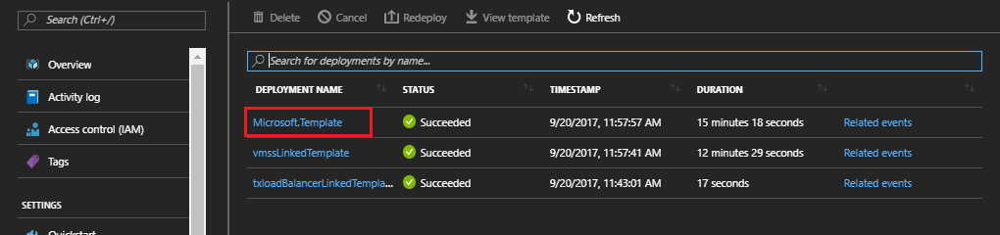 Search (Ctrl+/)
Overview
Activity log
Access control (IAM)
Tags
SETTINGS
Quickstart
Delete Cancel Redeploy View template Refresh
Search for deployments by name...
DEPLOYMENT NAME STATUS TIMESTAMP DURATION
Microsoft.Template Succeeded 9/20/2017, 11:57:57 AM 15 minutes 18 seconds Related events
vmssLinkedTemplate Succeeded 9/20/2017, 11:57:41 AM 12 minutes 29 seconds Related events
txloadBalancerLinkedTempla... Succeeded 9/20/2017, 11:43:01 AM 17 seconds Related events